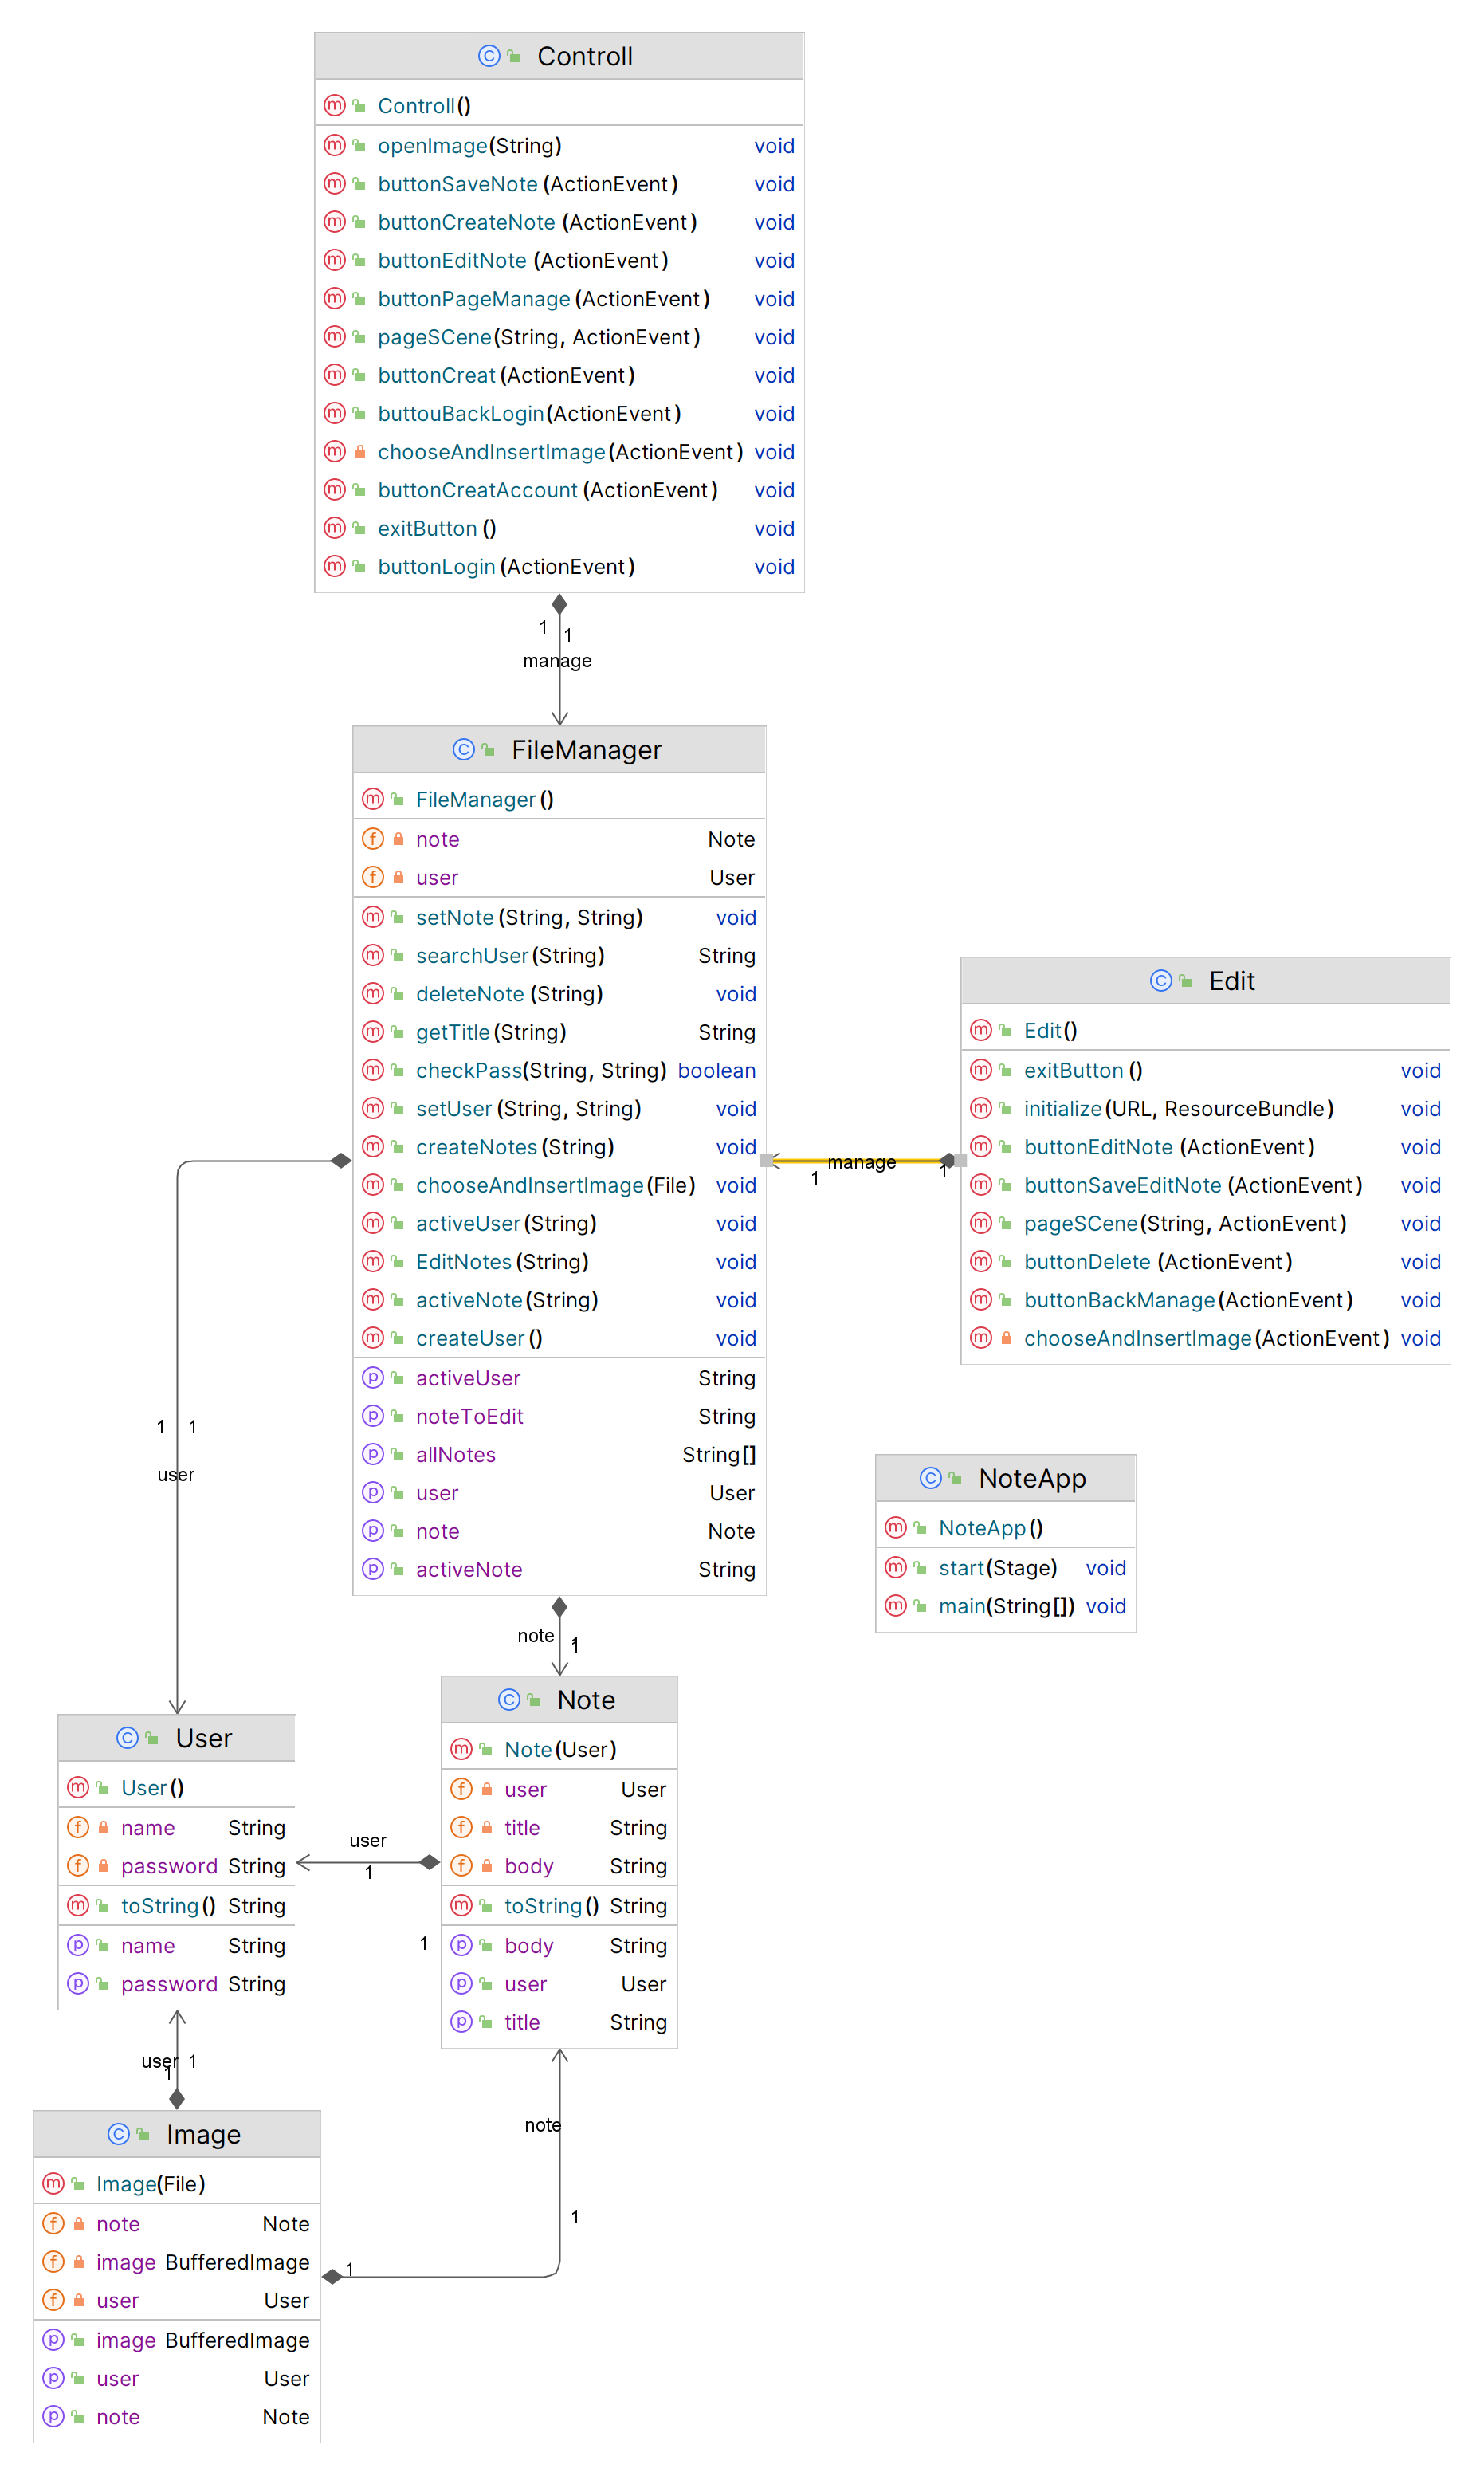 Controll
Controll()
openImage(String) void
buttonSaveNote(ActionEvent) void
buttonCreateNote(ActionEvent) void
buttonEditNote(ActionEvent) void
buttonPageManage(ActionEvent) void
pageSCene(String, ActionEvent) void
buttonCreat(ActionEvent) void
buttouBackLogin(ActionEvent) void
chooseAndInsertImage(ActionEvent) void
buttonCreatAccount(ActionEvent) void
exitButton() void
buttonLogin(ActionEvent) void
1 1
manage
FileManager
FileManager()
note Note
user User
setNote(String, String) void
searchUser(String) String
deleteNote(String) void
getTitle(String) String
checkPass(String, String) boolean
setUser(String, String) void
createNotes(String) void
chooseAndInsertImage(File) void
activeUser(String) void
EditNotes(String) void
activeNote(String) void
createUser() void
activeUser String
noteToEdit String
allNotes String[]
user User
note Note
activeNote String
manage
1 1
Edit
Edit()
exitButton() void
initialize(URL, ResourceBundle) void
buttonEditNote(ActionEvent) void
buttonSaveEditNote(ActionEvent) void
pageSCene(String, ActionEvent) void
buttonDelete(ActionEvent) void
buttonBackManage(ActionEvent) void
chooseAndInsertImage(ActionEvent) void
1 1
user
NoteApp
NoteApp()
start(Stage) void
main(String[]) void
note 1
1
User
User()
name String
password String
toString() String
name String
password String
user
1
1
Note
Note(User)
user User
title String
body String
toString() String
body String
user User
title String
user 1
1
note
1
1
Image
Image(File)
note Note
image BufferedImage
user User
image BufferedImage
user User
note Note